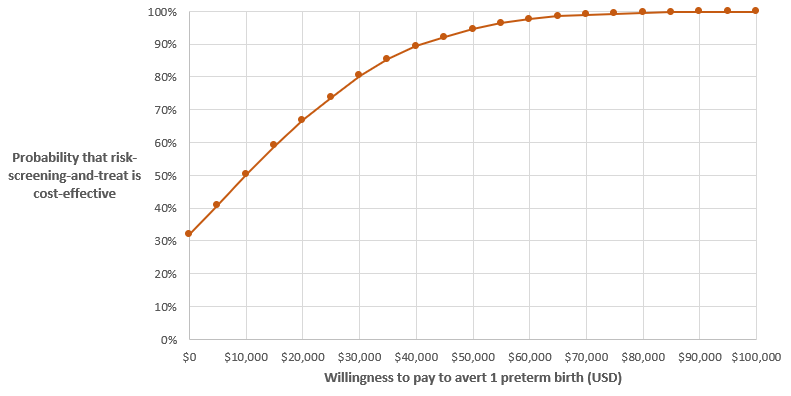 100%
90%
80%
70%
60%
50%
40%
30%
20%
10%
0%
Probability that risk-
screening-and-treat is
cost-effective
$0 $10,000 $20,000 $30,000 $40,000 $50,000 $60,000 $70,000 $80,000 $90,000 $100,000
Willingness to pay to avert 1 preterm birth (USD)